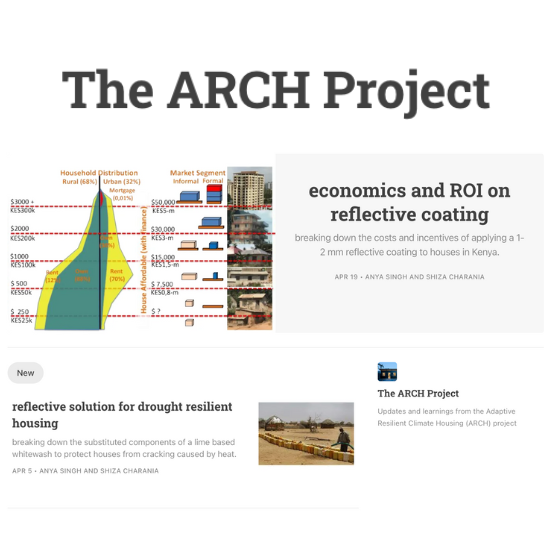 The ARCH Project
Household Distribution
Rural (68%) Urban (32%)
Mortgage
(0,01%)
Market Segment
Informal Formal
$3000 +
KES300k
$2000
KES200k
$1000
KES100k
$ 500
KES50k
$ 250
KES25k
Rent
(70%)
House Affordable (with finance)
$50,000
KES5-m
$30,000
KES3-m
$15,000
KES1,5-m
$ 7,500
KES0,8-m
$ ?
economics and ROI on
reflective coating
breaking down the costs and incentives of applying a 1-
2 mm reflective coating to houses in Kenya.
APR 19 • ANYA SINGH AND SHIZA CHARANIA
New
reflective solution for drought resilient
housing
breaking down the substituted components of a lime based
whitewash to protect houses from cracking caused by heat.
APR 5 • ANYA SINGH AND SHIZA CHARANIA
The ARCH Project
Updates and learnings from the Adaptive
Resilient Climate Housing (ARCH) project